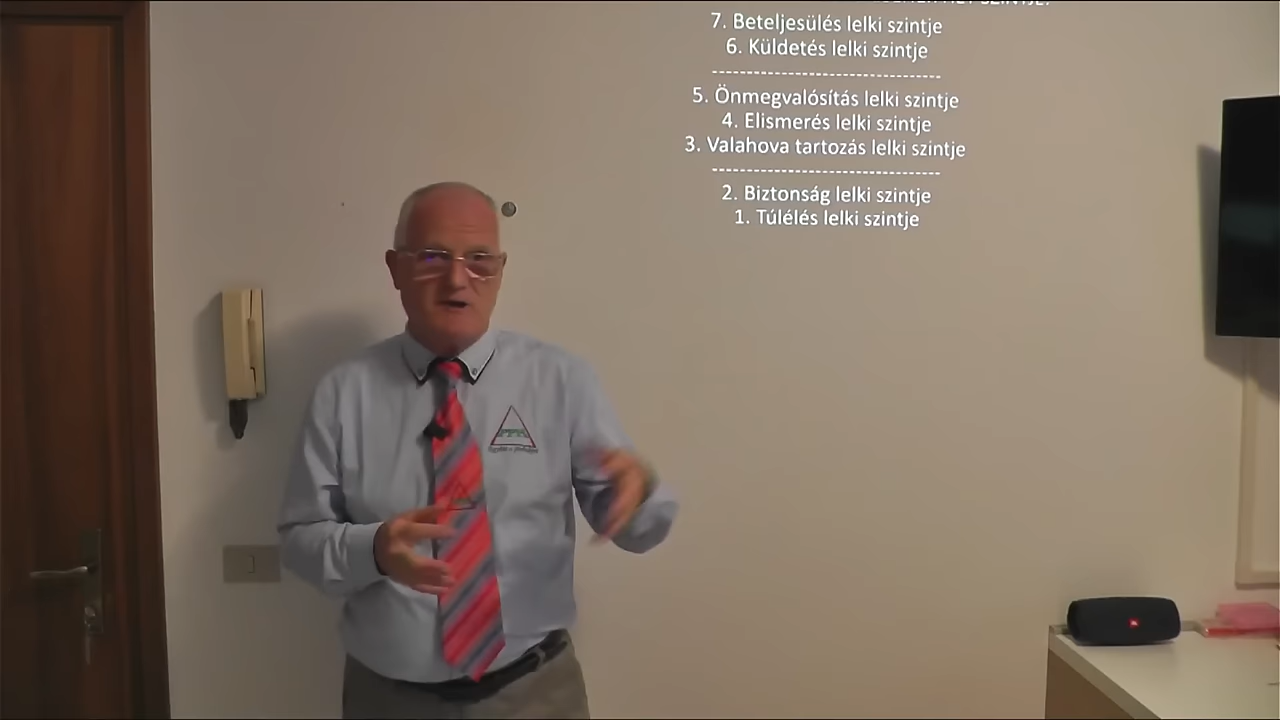 7. Beteljesülés lelki szintje
6. Küldetés lelki szintje
---------------------------------
5. Önmegvalósítás lelki szintje
4. Elismerés lelki szintje
3. Valahova tartozás lelki szintje
---------------------------------
2. Biztonság lelki szintje
1. Túlélés lelki szintje
JBL